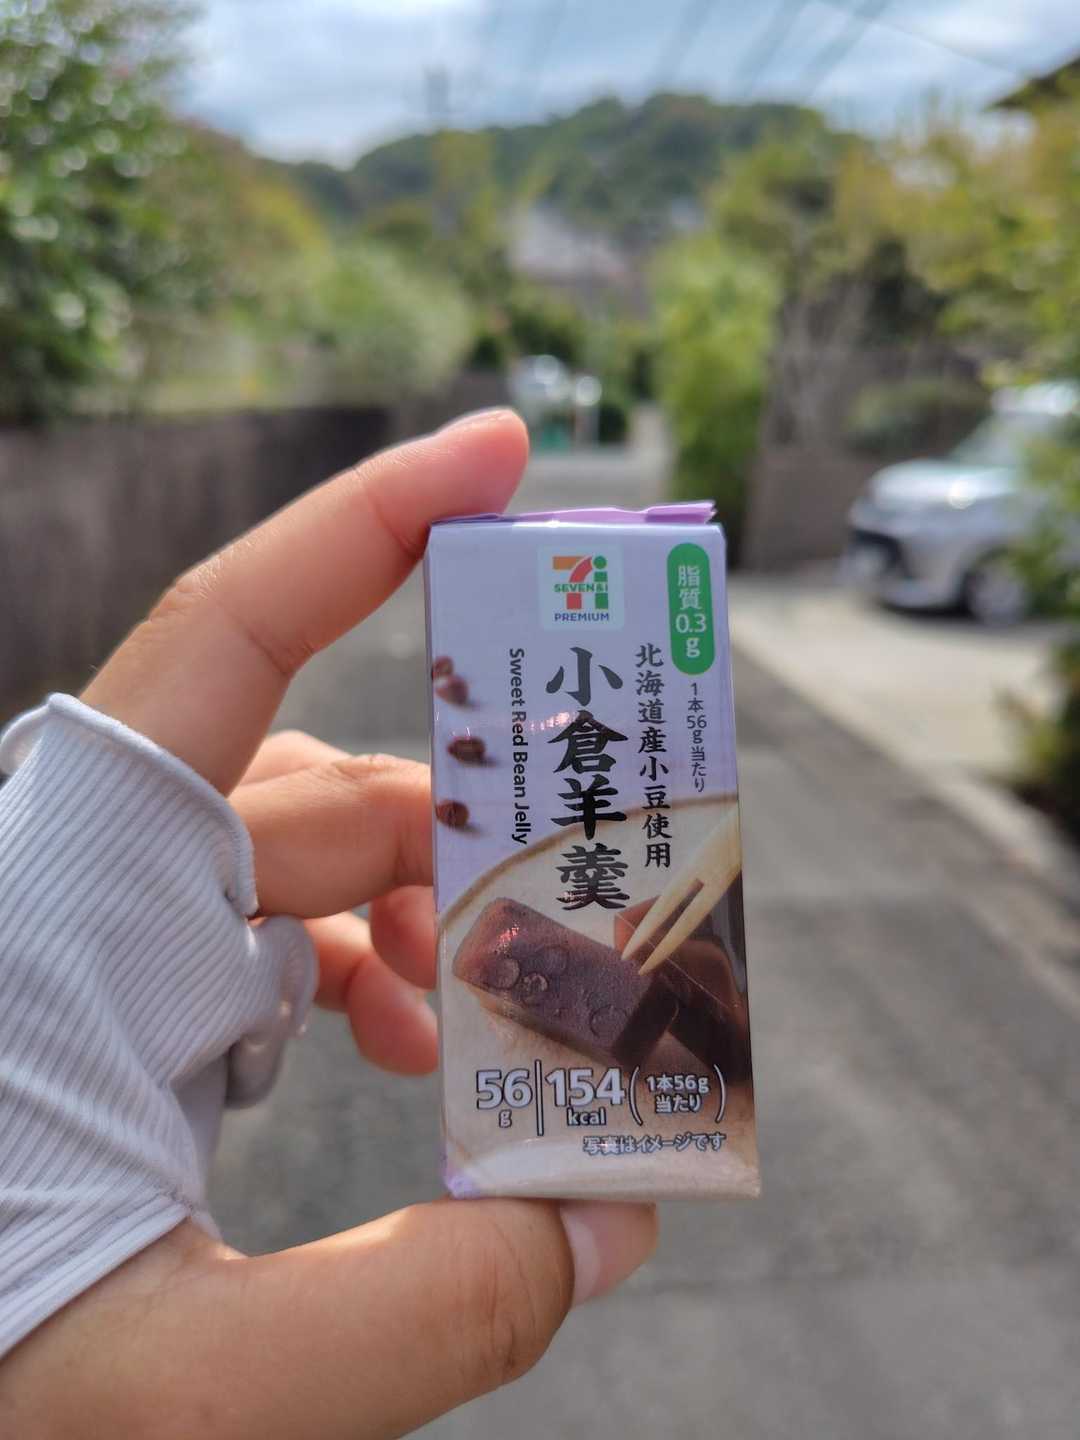 7i
SEVEN&i
PREMIUM
脂質0.3g
1本56g当たり
北海道産小豆使用
小倉羊羹
Sweet Red Bean Jelly
56g
154kcal
(1本56g当たり)
写真はイメージです